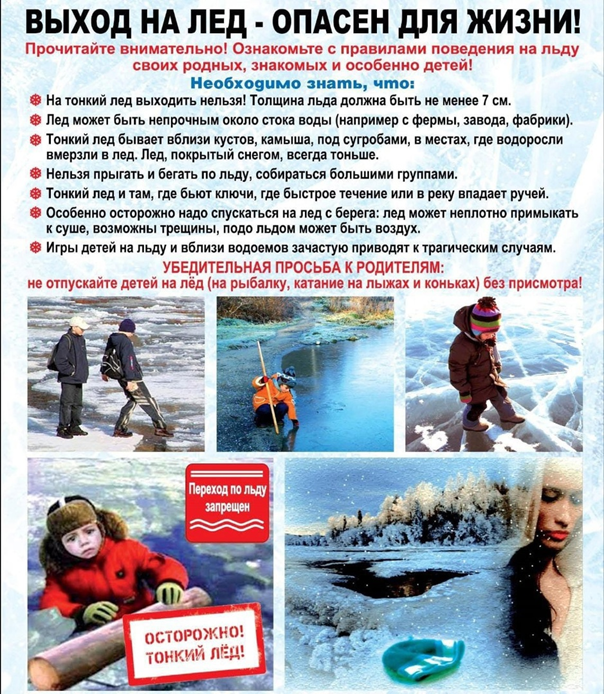 ВЫХОД НА ЛЕД - ОПАСЕН ДЛЯ ЖИЗНИ!
Прочитайте внимательно! Ознакомьте с правилами поведения на льду
своих родных, знакомых и особенно детей!
Необходимо знать, что:
На тонкий лед выходить нельзя! Толщина льда должна быть не менее 7 см.
Лед может быть непрочным около стока воды (например с фермы, завода, фабрики).
Тонкий лед бывает вблизи кустов, камыша, под сугробами, в местах, где водоросли
вмерзли в лед. Лед, покрытый снегом, всегда тоньше.
Нельзя прыгать и бегать по льду, собираться большими группами.
Тонкий лед и там, где бьют ключи, где быстрое течение или в реку впадает ручей.
Особенно осторожно надо спускаться на лед с берега: лед может неплотно примыкать
к суше, возможны трещины, подо льдом может быть воздух.
Игры детей на льду и вблизи водоемов зачастую приводят к трагическим случаям.
УБЕДИТЕЛЬНАЯ ПРОСЬБА К РОДИТЕЛЯМ:
не отпускайте детей на лёд (на рыбалку, катание на лыжах и коньках) без присмотра!
Переход по льду
запрещен
ОСТОРОЖНО!
ТОНКИЙ ЛЁД!